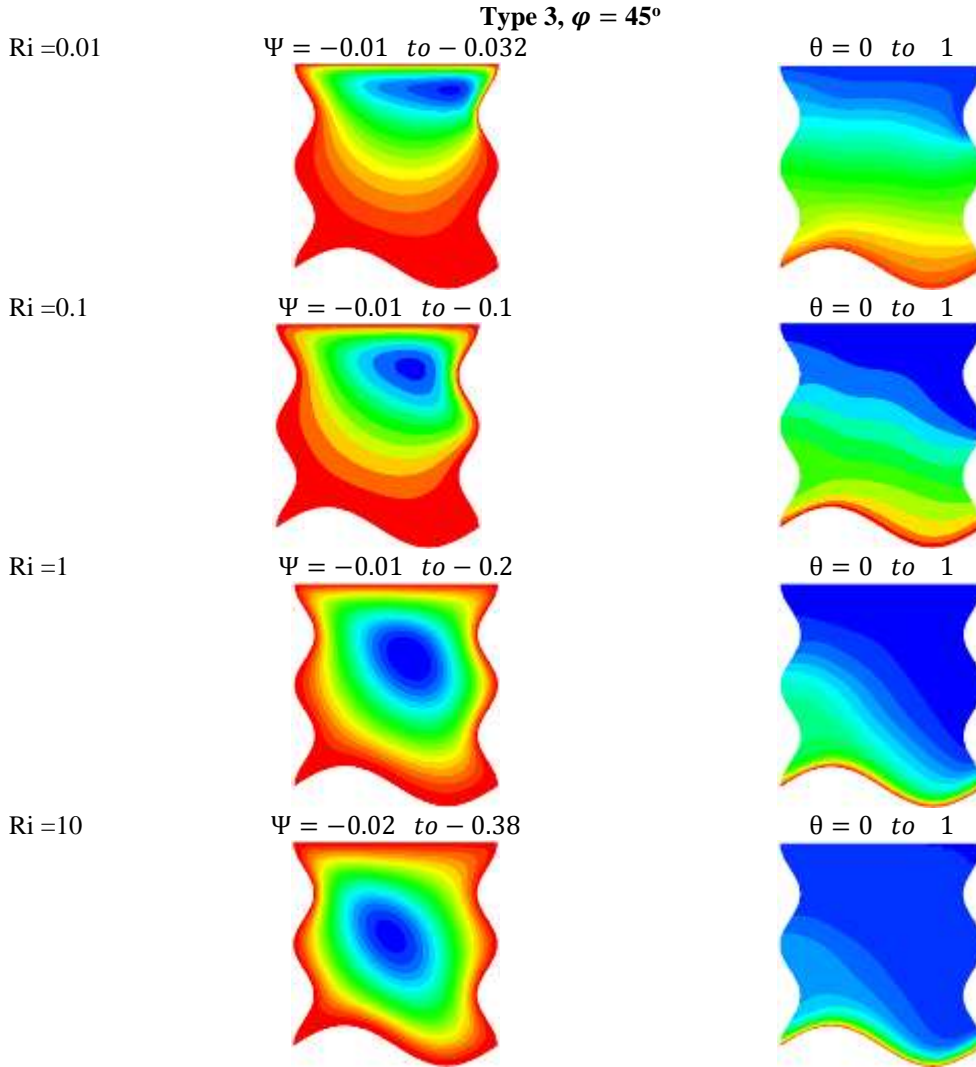 Type 3, φ = 45°
Ri =0.01 Ψ = −0.01 to − 0.032 θ = 0 to 1
Ri =0.1 Ψ = −0.01 to − 0.1 θ = 0 to 1
Ri =1 Ψ = −0.01 to − 0.2 θ = 0 to 1
Ri =10 Ψ = −0.02 to − 0.38 θ = 0 to 1